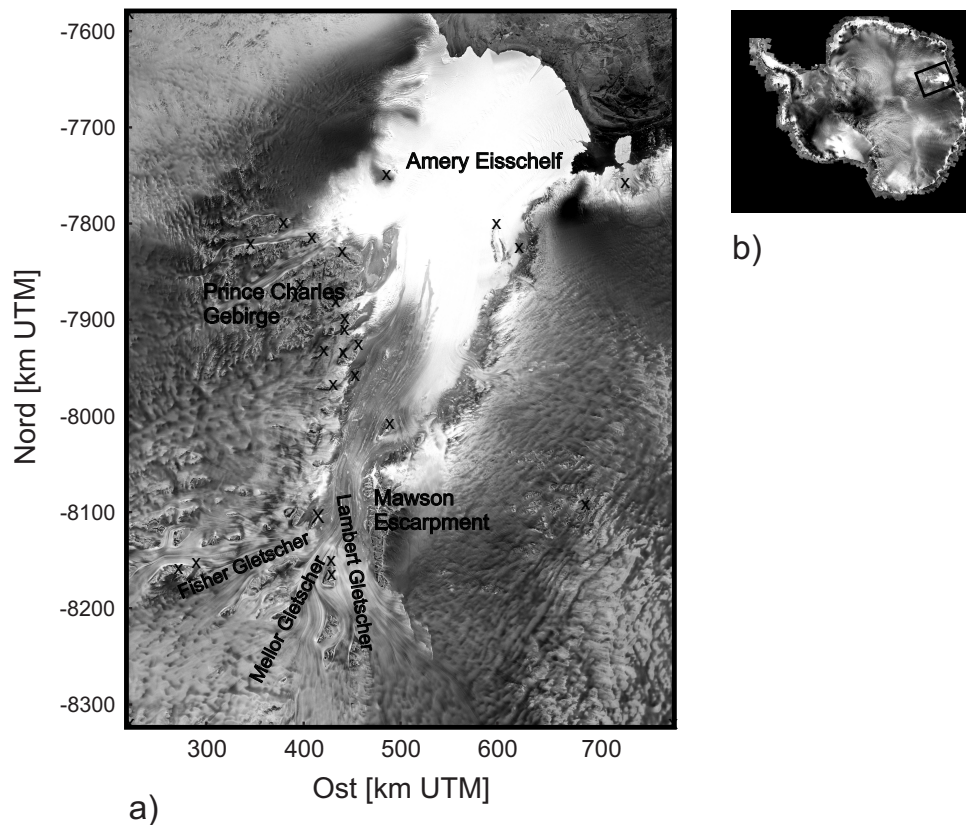 -7600
-7700
-7800
-7900
-8000
-8100
-8200
-8300
Nord [km UTM]
Amery Eisschelf
x
x
x
x
x
x
x
x
x
Prince Charles
Gebirge
x
x
x
x
x
x
x
x
x
x
x
Mawson
Escarpment
x
x
Lambert Gletscher
Fisher Gletscher
Mellor Gletscher
x
x
x
x
300
400
500
600
700
Ost [km UTM]
a)
b)